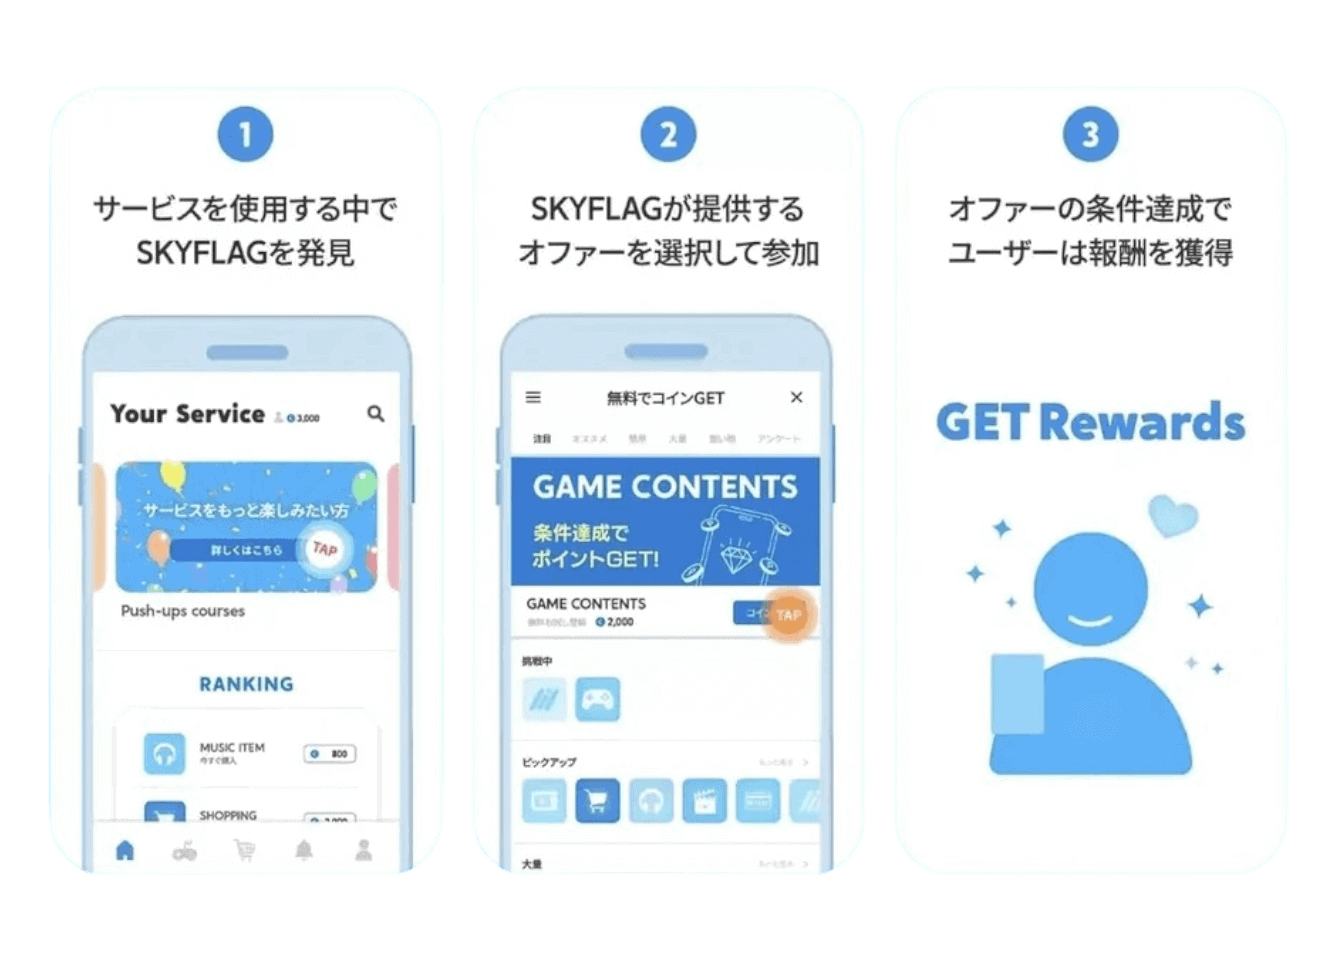 1
サービスを使用する中で
SKYFLAGを発見
Your Service 3,000
サービスをもっと楽しみたい方
詳しくはこちら TAP
Push-ups courses
RANKING
MUSIC ITEM
今すぐ購入
800
SHOPPING
2
SKYFLAGが提供する
オファーを選択して参加
無料でコインGET
注目 オススメ 簡単 大量 アンケート
GAME CONTENTS
条件達成で
ポイントGET!
GAME CONTENTS
2,000
コイン TAP
挑戦中
ピックアップ
大量
3
オファーの条件達成で
ユーザーは報酬を獲得
GET Rewards